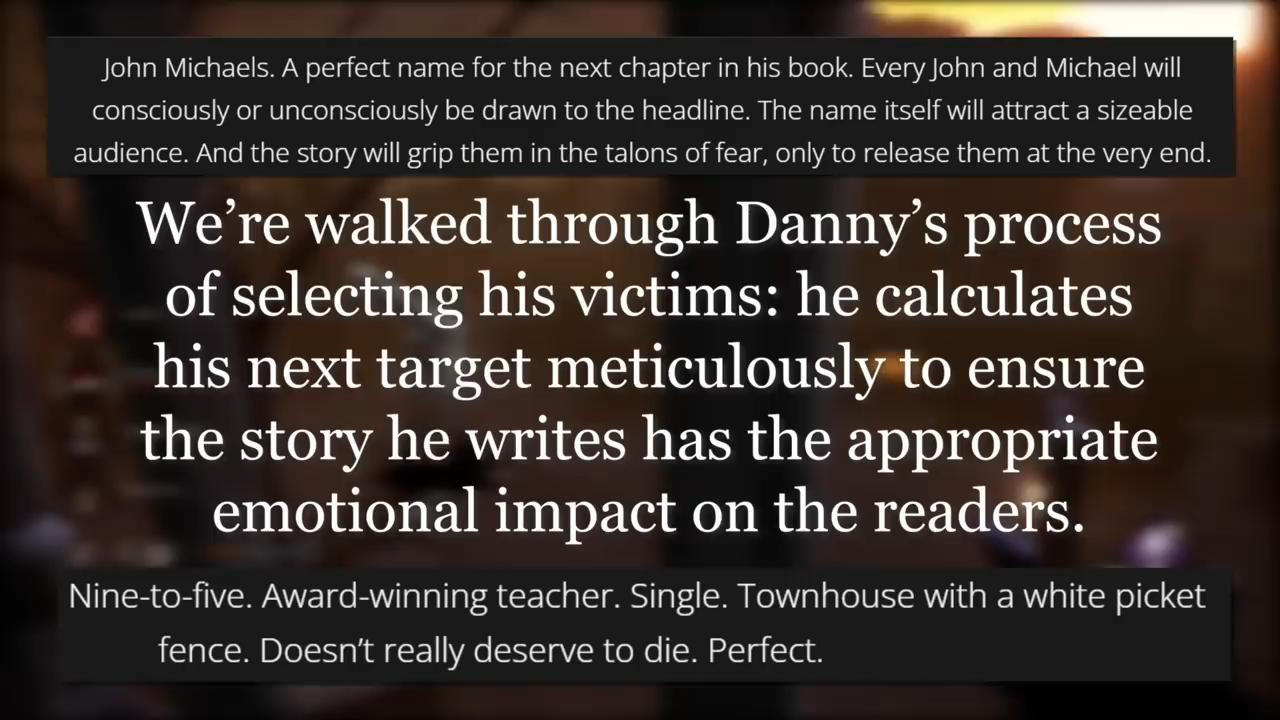 John Michaels. A perfect name for the next chapter in his book. Every John and Michael will
consciously or unconsciously be drawn to the headline. The name itself will attract a sizeable
audience. And the story will grip them in the talons of fear, only to release them at the very end.
We’re walked through Danny’s process
of selecting his victims: he calculates
his next target meticulously to ensure
the story he writes has the appropriate
emotional impact on the readers.
Nine-to-five. Award-winning teacher. Single. Townhouse with a white picket
fence. Doesn’t really deserve to die. Perfect.